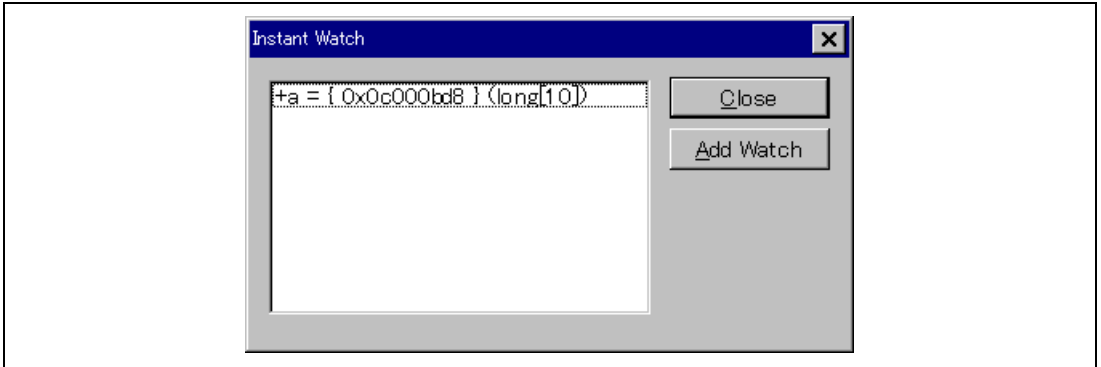 Instant Watch
+a = { 0x0c000bd8 } (long[10])
Close
Add Watch